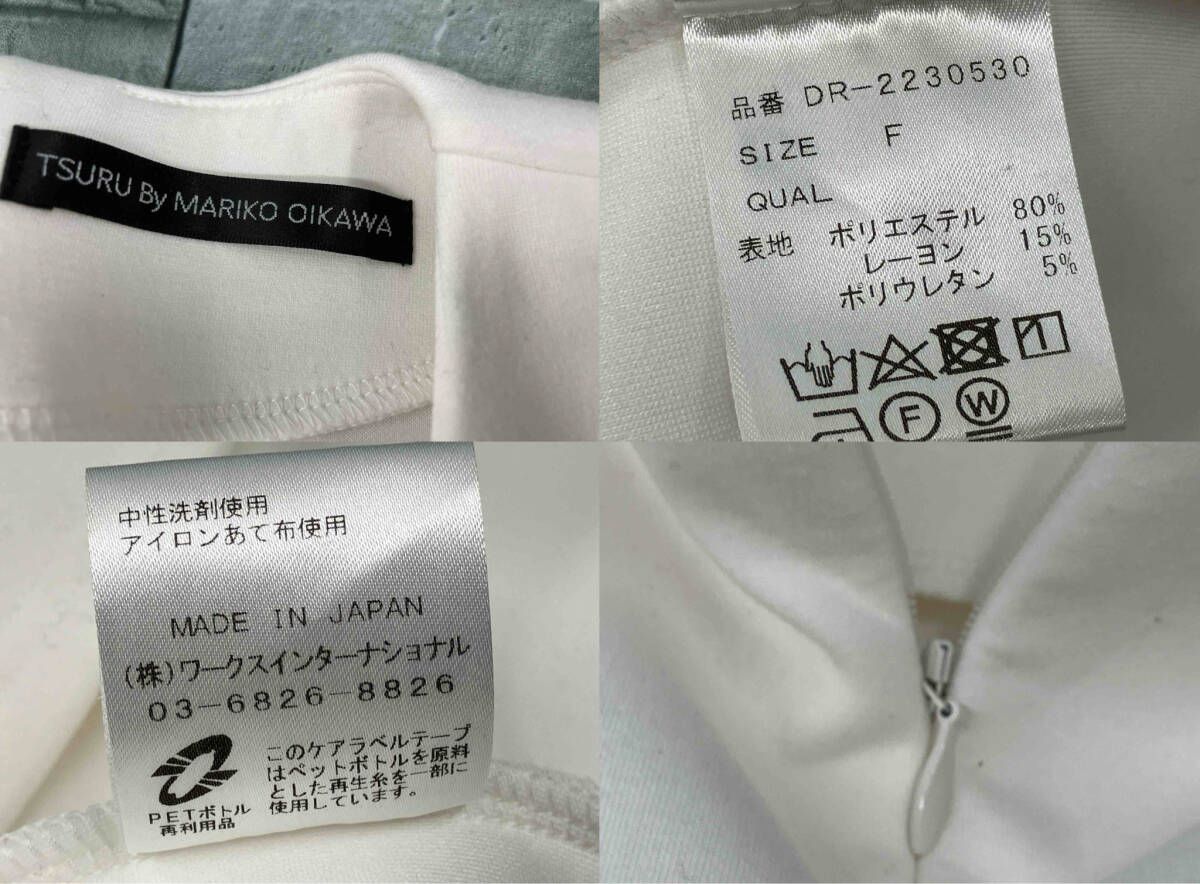 TSURU By MARIKO OIKAWA
品番 DR-2230530
SIZE F
QUAL
表地 ポリエステル 80%
レーヨン 15%
ポリウレタン 5%
F
W
中性洗剤使用
アイロンあて布使用
MADE IN JAPAN
(株)ワークスインターナショナル
03-6826-8826
PETボトル
再利用品
このケアラベルテープ
はペットボトルを原料
とした再生糸を一部に
使用しています。